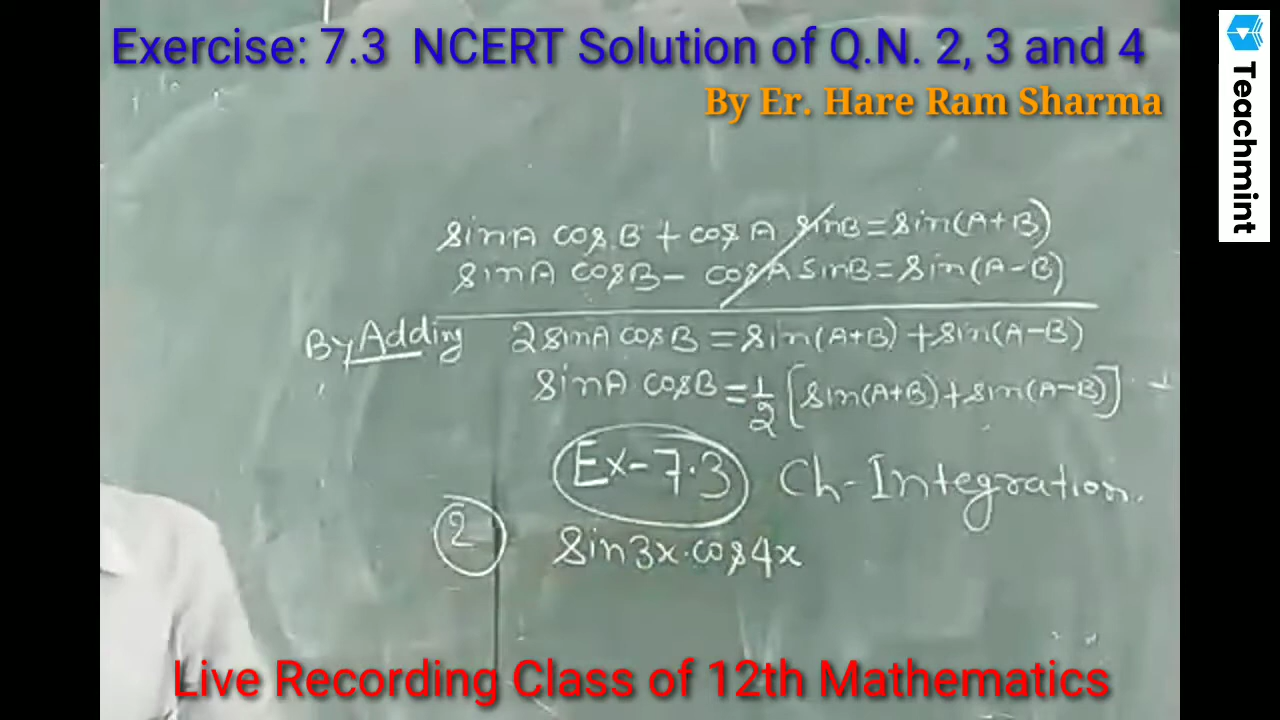 Exercise: 7.3 NCERT Solution of Q.N. 2, 3 and 4
By Er. Hare Ram Sharma
Teachmint
sinA cosB + cosA sinB = sin(A+B)
sinA cosB - cosA sinB = sin(A-B)
By Adding 2sinA cosB = sin(A+B) + sin(A-B)
sinA. cosB = 1/2 [sin(A+B) + sin(A-B)]
Ex-7.3 Ch-Integration.
2 sin3x.cos4x
Live Recording Class of 12th Mathematics